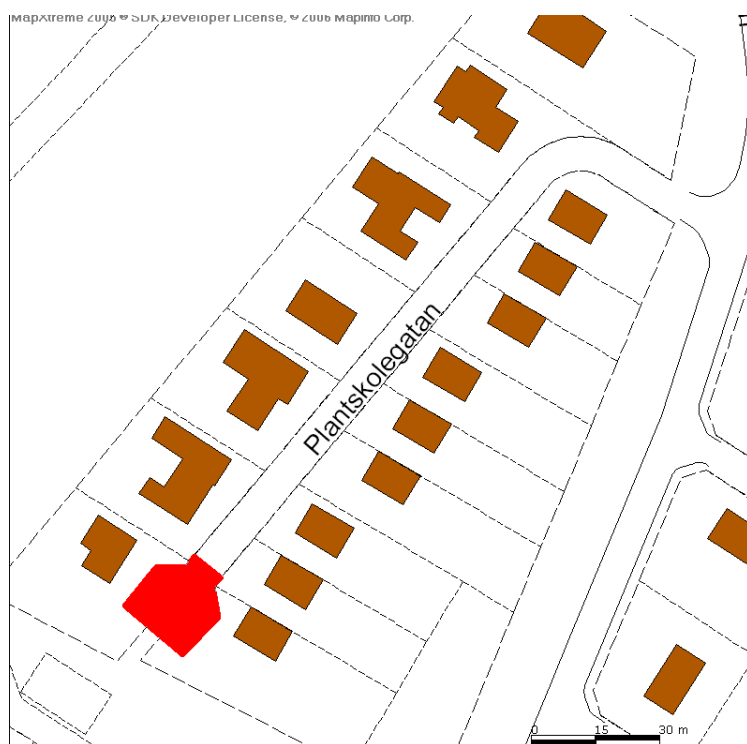 MapXtreme 2005 ® SDK Developer License, © 2006 MapInfo Corp.
Plantskolegatan
0 15 30 m